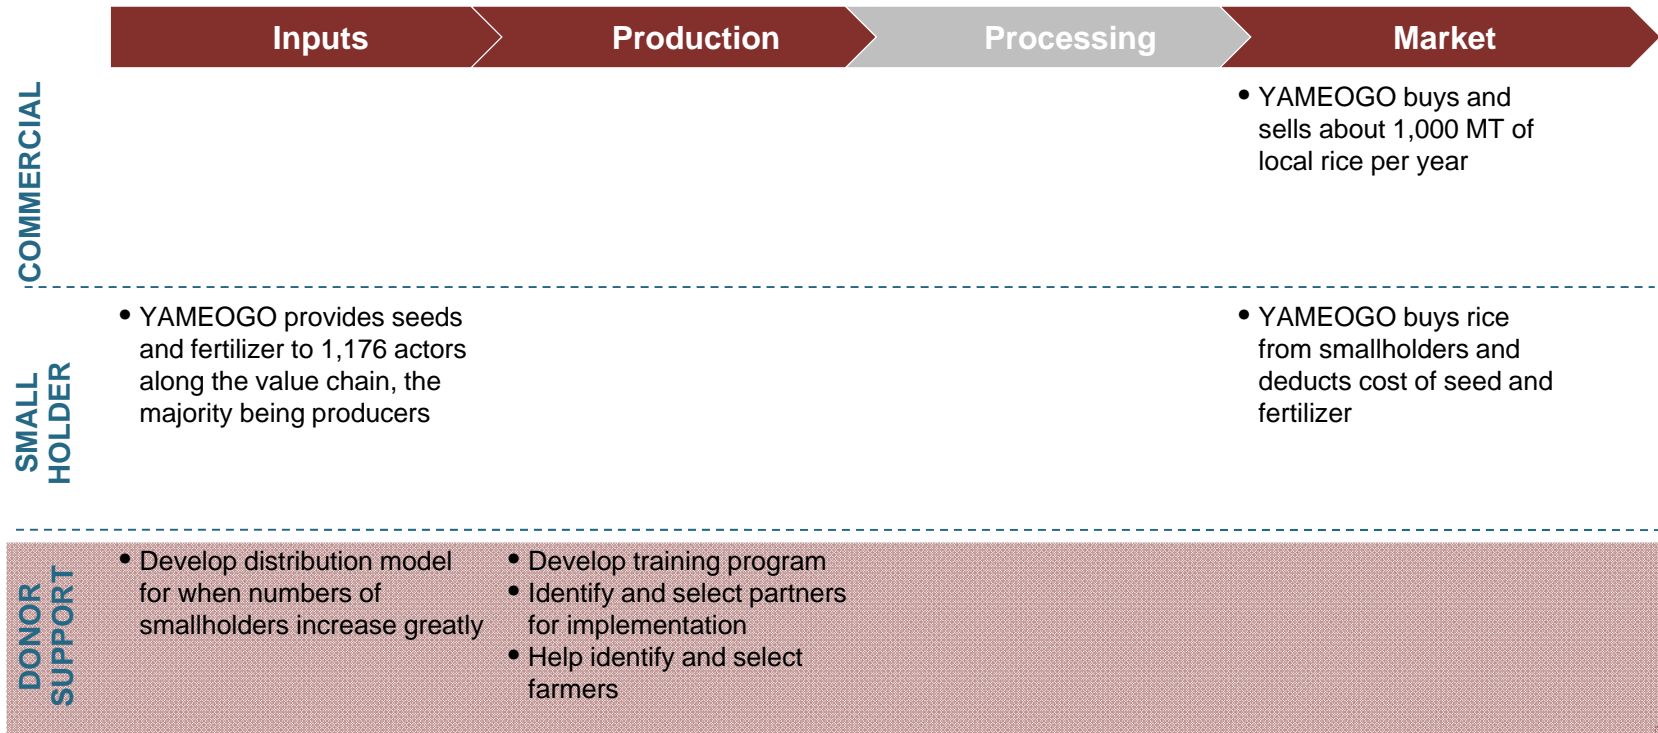 Inputs
Production
Processing
Market
COMMERCIAL
• YAMEOGO buys and
sells about 1,000 MT of
local rice per year
SMALL
HOLDER
• YAMEOGO provides seeds
and fertilizer to 1,176 actors
along the value chain, the
majority being producers
• YAMEOGO buys rice
from smallholders and
deducts cost of seed and
fertilizer
DONOR
SUPPORT
• Develop distribution model
for when numbers of
smallholders increase greatly
• Develop training program
• Identify and select partners
for implementation
• Help identify and select
farmers